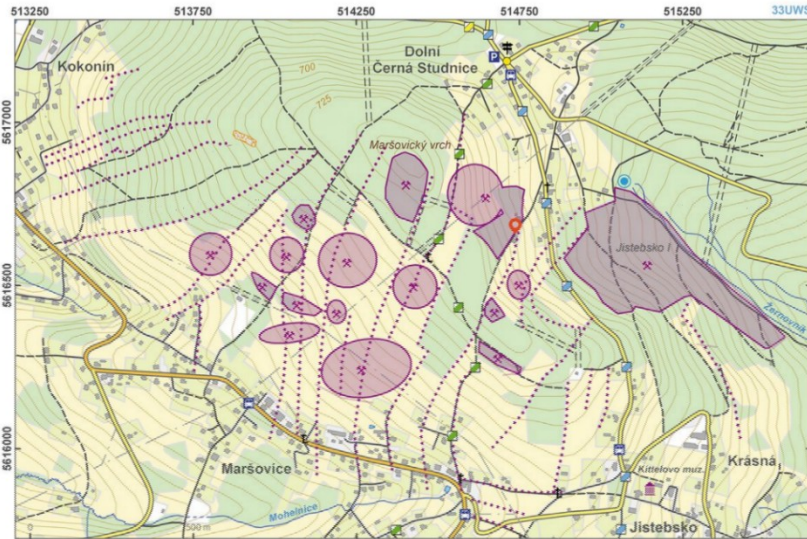 513250
513750
514250
514750
515250
33UWS
Dolní
Černá Studnice
Kokonín
700
725
5617000
Maršovický vrch
Jistebsko I
5616500
Žernovník
5616000
Maršovice
Kittelovo muz.
Krásná
Mohelnice
0
500 m
Jistebsko